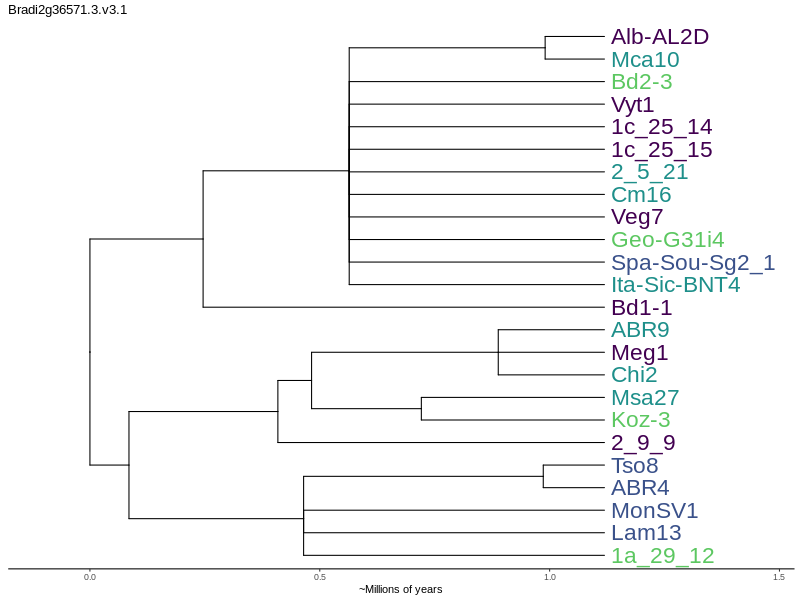 Bradi2g36571.3.v3.1
Alb-AL2D
Mca10
Bd2-3
Vyt1
1c_25_14
1c_25_15
2_5_21
Cm16
Veg7
Geo-G31i4
Spa-Sou-Sg2_1
Ita-Sic-BNT4
Bd1-1
ABR9
Meg1
Chi2
Msa27
Koz-3
2_9_9
Tso8
ABR4
MonSV1
Lam13
1a_29_12
0.0 0.5 1.0 1.5
~Millions of years